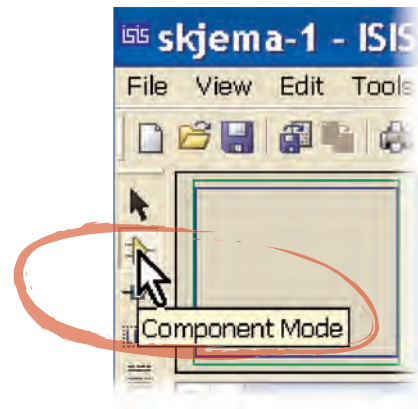 isis skjema-1 - ISIS
File View Edit Tools
Component Mode